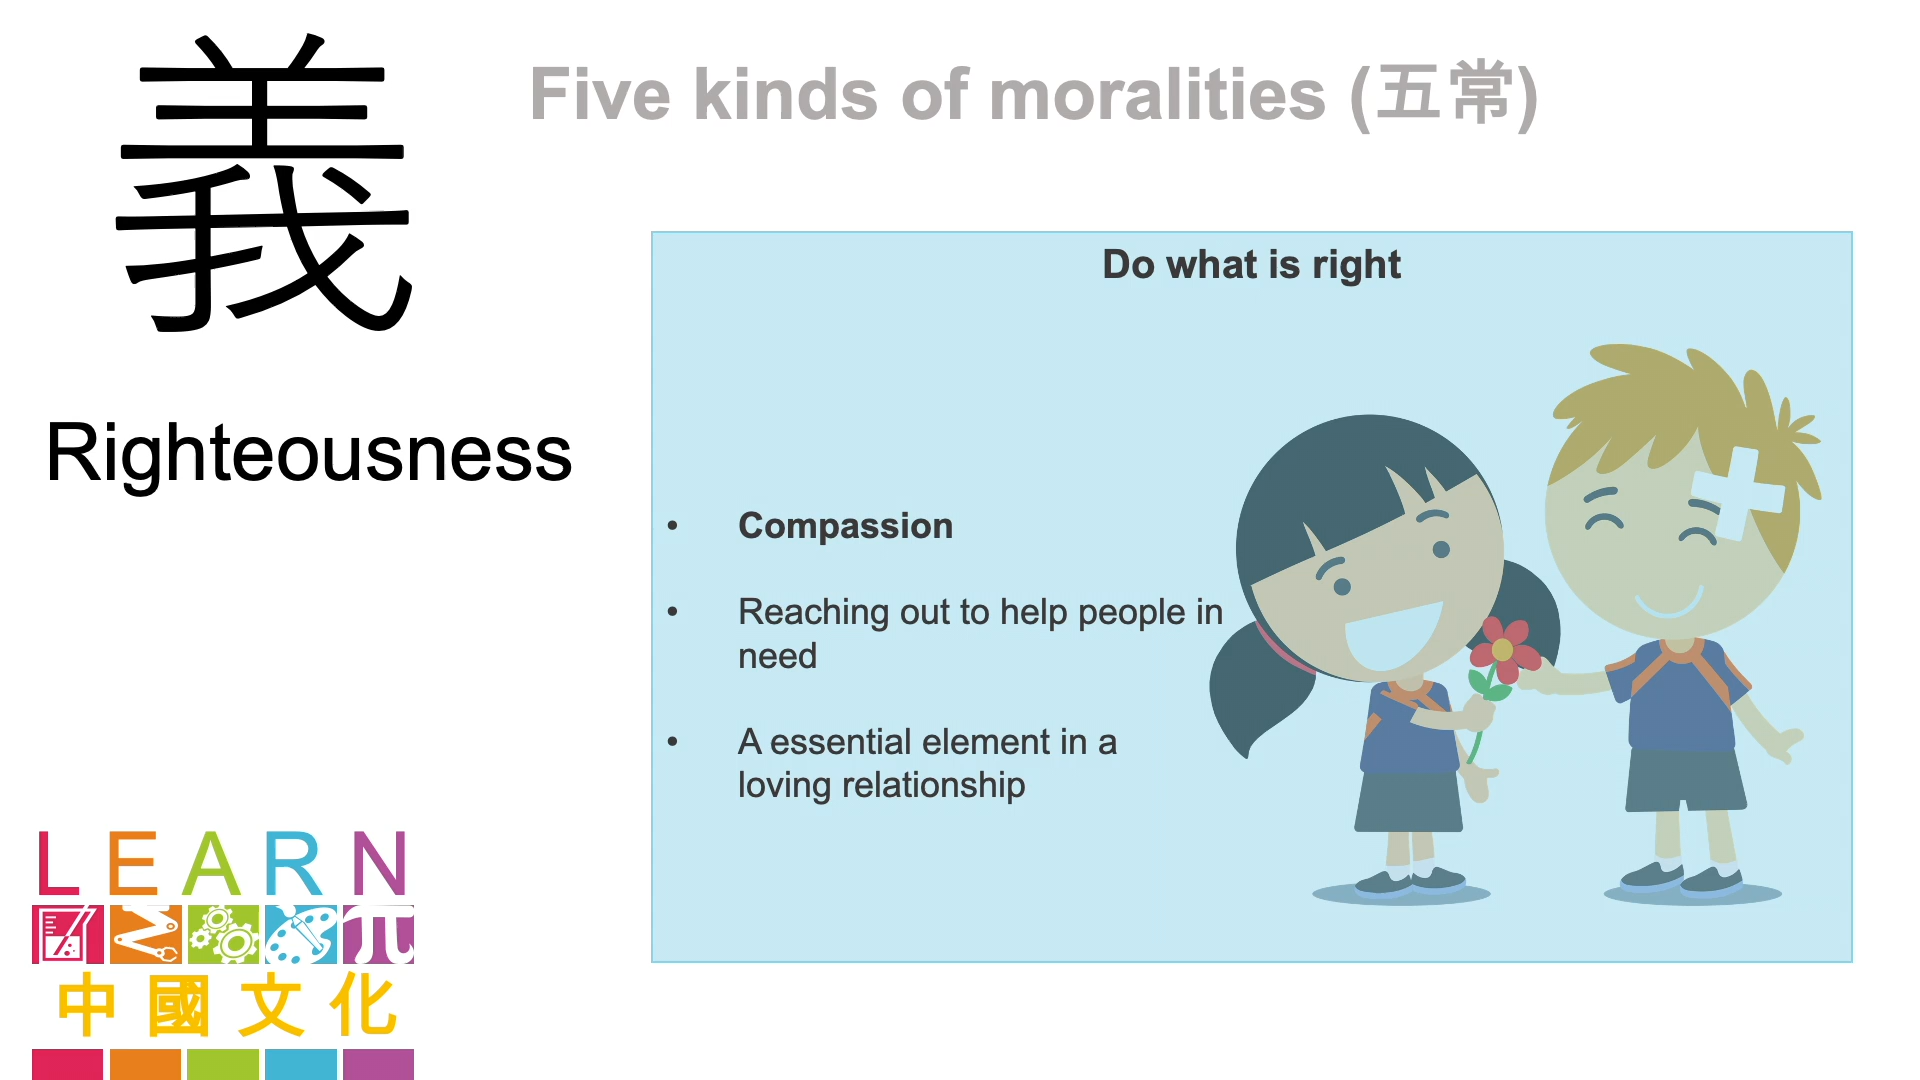 義
Five kinds of moralities (五常)
Righteousness
Do what is right
• Compassion
• Reaching out to help people in
need
• A essential element in a
loving relationship
LEARN
π
中國文化